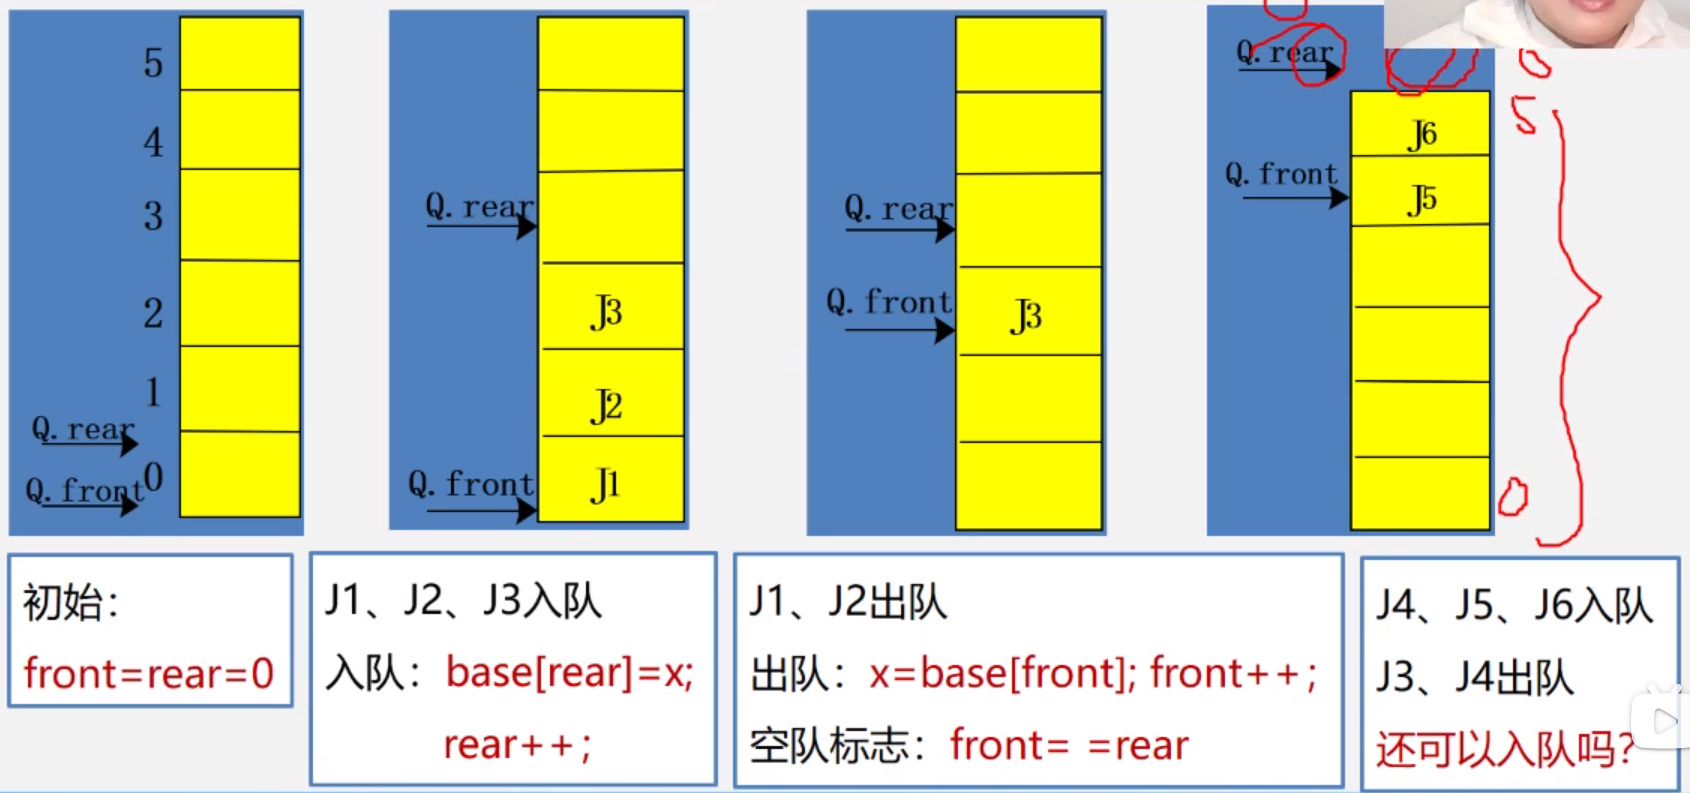 5
4
3
2
1
0
Q.rear
Q.front
Q.rear
Q.front
J3
J2
J1
Q.rear
Q.front
J3
Q.rear
Q.front
J6
J5
5
0
初始：
front=rear=0
J1、J2、J3入队
入队：base[rear]=x;
rear++;
J1、J2出队
出队：x=base[front]; front++;
空队标志：front= =rear
J4、J5、J6入队
J3、J4出队
还可以入队吗?